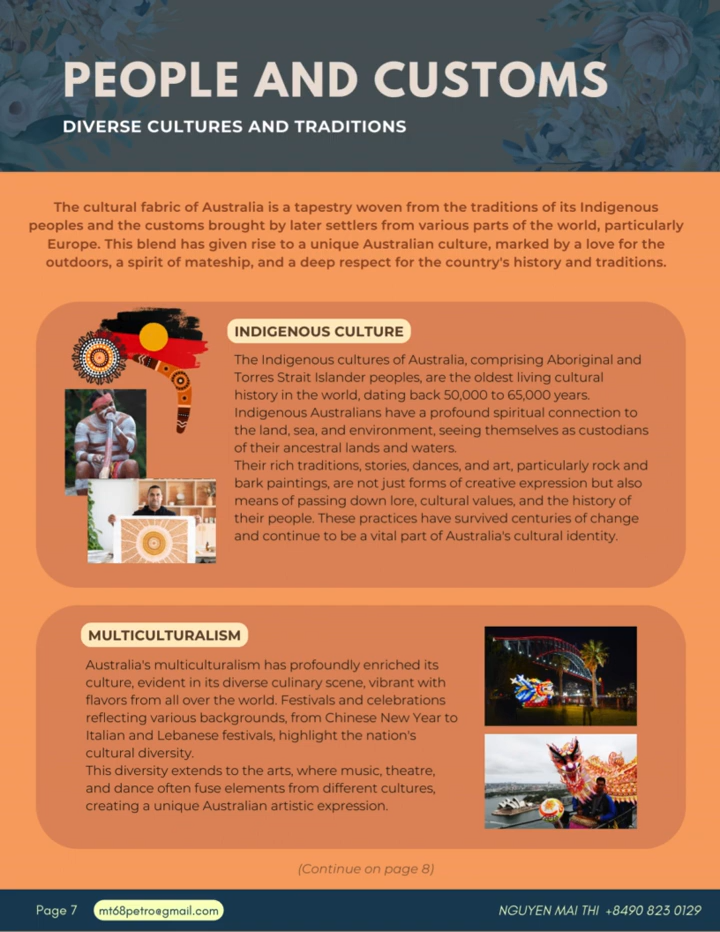 PEOPLE AND CUSTOMS
DIVERSE CULTURES AND TRADITIONS
The cultural fabric of Australia is a tapestry woven from the traditions of its Indigenous
peoples and the customs brought by later settlers from various parts of the world, particularly
Europe. This blend has given rise to a unique Australian culture, marked by a love for the
outdoors, a spirit of mateship, and a deep respect for the country's history and traditions.
INDIGENOUS CULTURE
The Indigenous cultures of Australia, comprising Aboriginal and
Torres Strait Islander peoples, are the oldest living cultural
history in the world, dating back 50,000 to 65,000 years.
Indigenous Australians have a profound spiritual connection to
the land, sea, and environment, seeing themselves as custodians
of their ancestral lands and waters.
Their rich traditions, stories, dances, and art, particularly rock and
bark paintings, are not just forms of creative expression but also
means of passing down lore, cultural values, and the history of
their people. These practices have survived centuries of change
and continue to be a vital part of Australia's cultural identity.
MULTICULTURALISM
Australia's multiculturalism has profoundly enriched its
culture, evident in its diverse culinary scene, vibrant with
flavors from all over the world. Festivals and celebrations
reflecting various backgrounds, from Chinese New Year to
Italian and Lebanese festivals, highlight the nation's
cultural diversity.
This diversity extends to the arts, where music, theatre,
and dance often fuse elements from different cultures,
creating a unique Australian artistic expression.
(Continue on page 8)
Page 7 mt68petro@gmail.com NGUYEN MAI THI +8490 823 0129